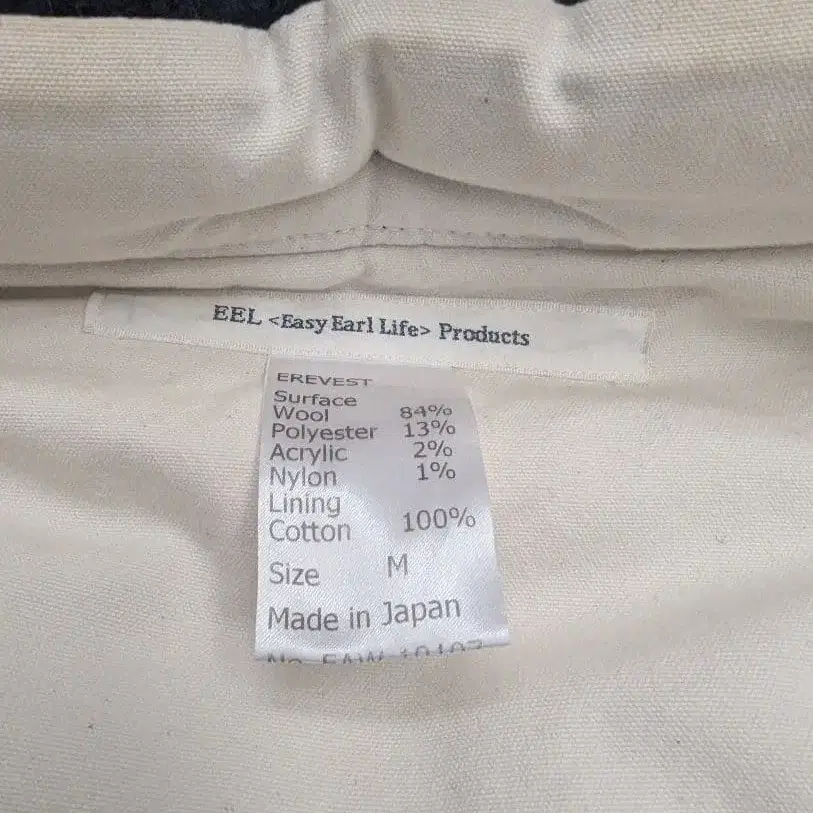 EEL <Easy Earl Life> Products
EREVEST
Surface
Wool 84%
Polyester 13%
Acrylic 2%
Nylon 1%
Lining
Cotton 100%
Size M
Made in Japan
No.